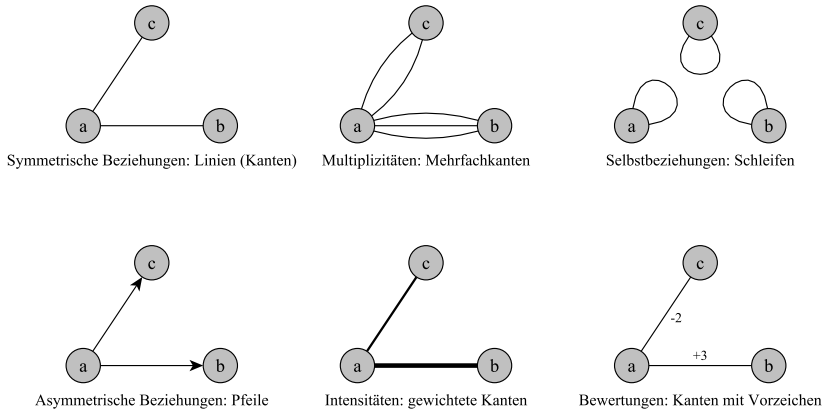 c
a
b
Symmetrische Beziehungen: Linien (Kanten)
c
a
b
Multiplizitäten: Mehrfachkanten
c
a
b
Selbstbeziehungen: Schleifen
c
a
b
Asymmetrische Beziehungen: Pfeile
c
a
b
Intensitäten: gewichtete Kanten
c
-2
+3
a
b
Bewertungen: Kanten mit Vorzeichen